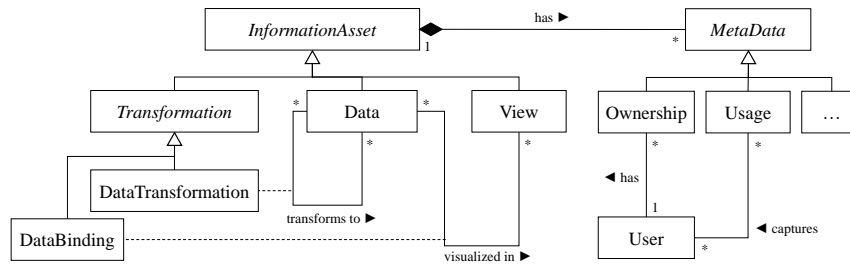 InformationAsset
has ►
MetaData
1
*
Transformation
*
Data
*
View
Ownership
Usage
...
*
*
*
*
DataTransformation
◄ has
transforms to ►
1
DataBinding
User
*
◄ captures
visualized in ►